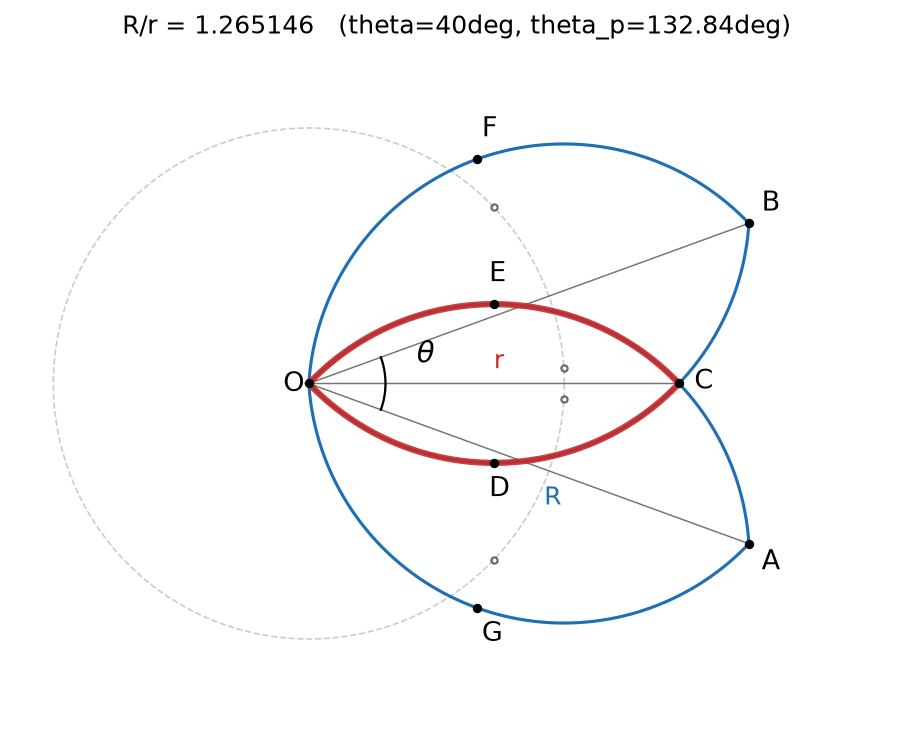 R/r = 1.265146 (theta=40deg, theta_p=132.84deg)
F
B
E
θ
r
O
C
D
R
A
G